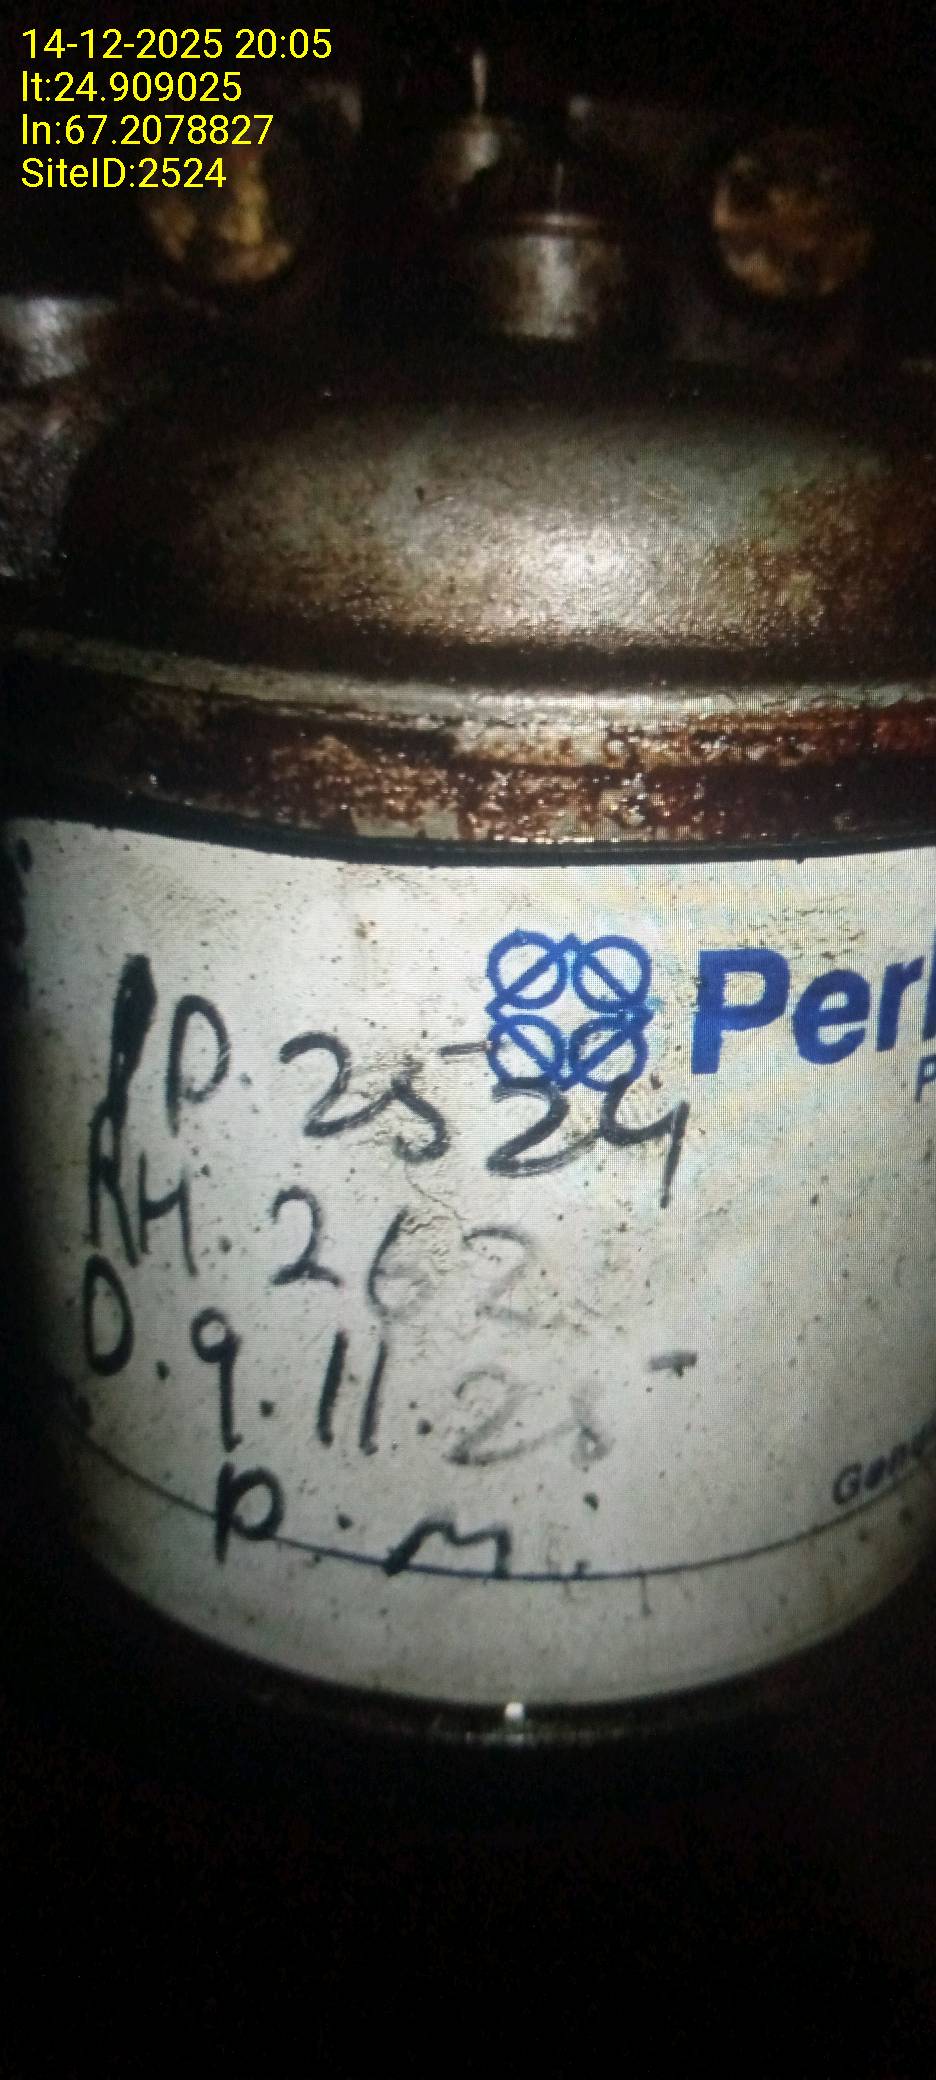 14-12-2025 20:05
lt:24.909025
ln:67.2078827
SiteID:2524
Perk
P
D. 2524
RH. 262
D.9.11.25
P.M.
Genu